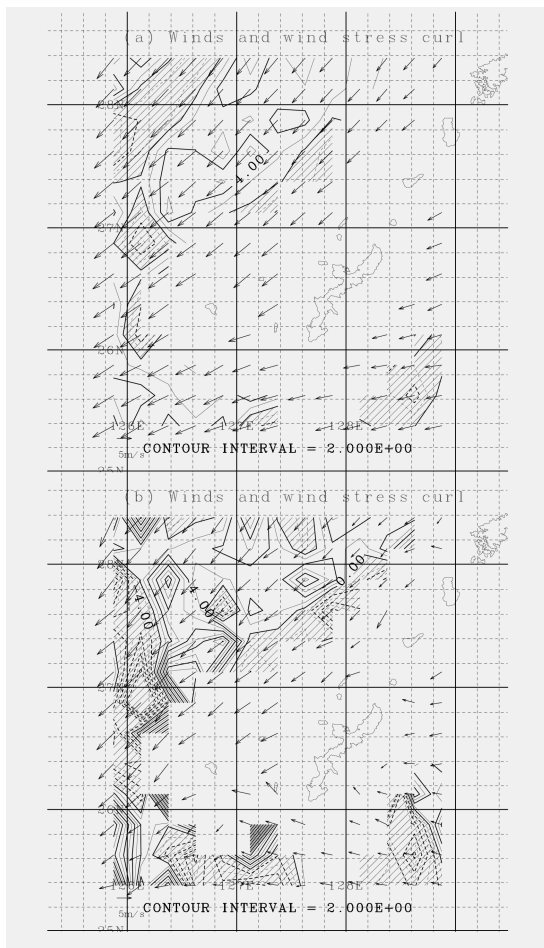 (a) Winds and wind stress curl
28N
4.00
27N
26N
126E 127E 128E
5m/s CONTOUR INTERVAL = 2.000E+00
25N
(b) Winds and wind stress curl
28N
0.00
4.00
4.00
27N
26N
126E 127E 128E
5m/s CONTOUR INTERVAL = 2.000E+00
25N